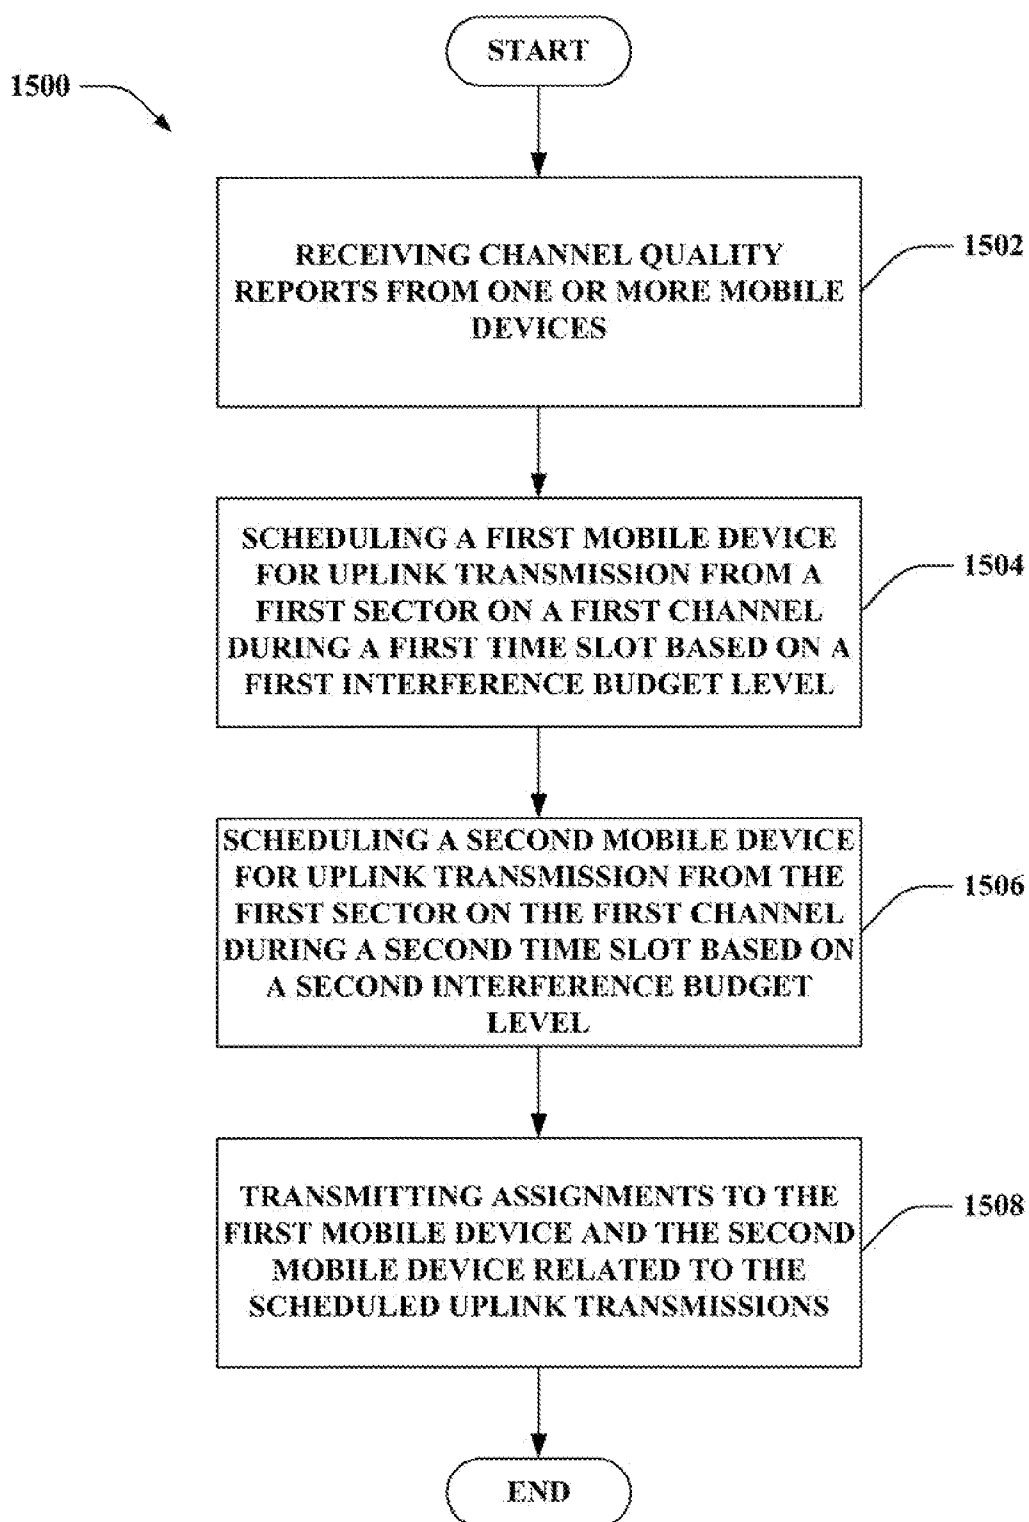 START
1500
RECEIVING CHANNEL QUALITY
REPORTS FROM ONE OR MORE MOBILE
DEVICES
1502
SCHEDULING A FIRST MOBILE DEVICE
FOR UPLINK TRANSMISSION FROM A
FIRST SECTOR ON A FIRST CHANNEL
DURING A FIRST TIME SLOT BASED ON A
FIRST INTERFERENCE BUDGET LEVEL
1504
SCHEDULING A SECOND MOBILE DEVICE
FOR UPLINK TRANSMISSION FROM THE
FIRST SECTOR ON THE FIRST CHANNEL
DURING A SECOND TIME SLOT BASED ON
A SECOND INTERFERENCE BUDGET
LEVEL
1506
TRANSMITTING ASSIGNMENTS TO THE
FIRST MOBILE DEVICE AND THE SECOND
MOBILE DEVICE RELATED TO THE
SCHEDULED UPLINK TRANSMISSIONS
1508
END